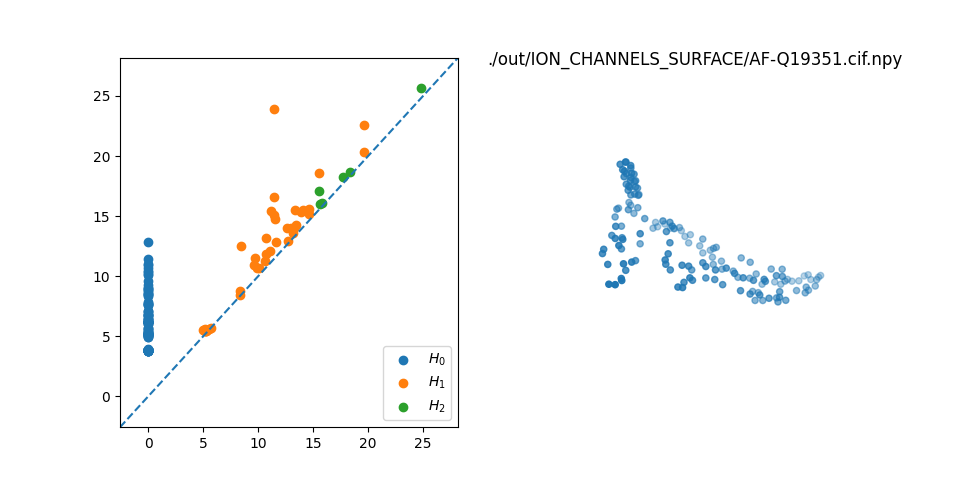 ./out/ION_CHANNELS_SURFACE/AF-Q19351.cif.npy
25
20
15
10
5
0
H₀
H₁
H₂
0 5 10 15 20 25